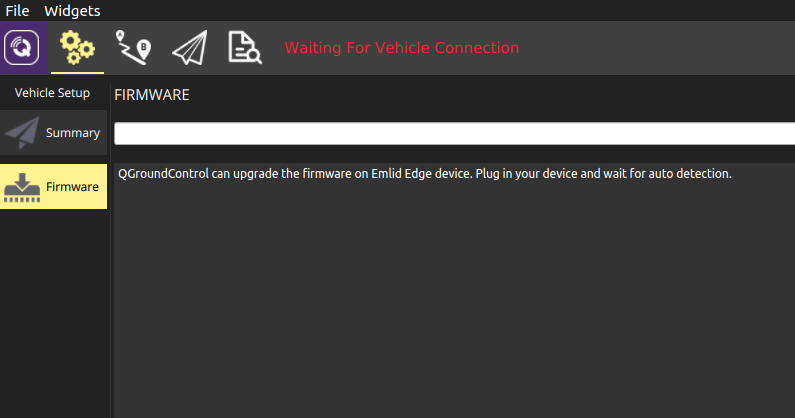 File Widgets
Waiting For Vehicle Connection
Vehicle Setup
FIRMWARE
Summary
Firmware
QGroundControl can upgrade the firmware on Emlid Edge device. Plug in your device and wait for auto detection.